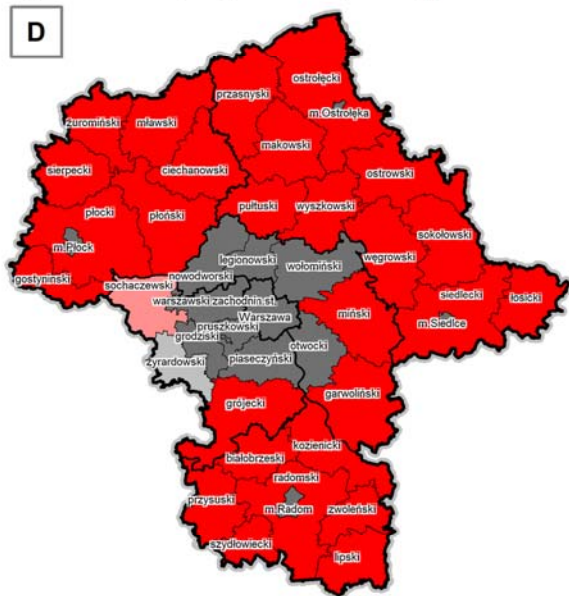 D
ostrołęcki
przasnyski
m.Ostrołęka
żuromiński
mławski
makowski
ciechanowski
sierpecki
ostrowski
pułtuski
wyszkowski
płocki
płoński
sokołowski
m.Płock
legionowski
węgrowski
wołomiński
nowodworski
gostyniński
sochaczewski
siedlecki
łosicki
warszawski zachodni
m.st.
Warszawa
miński
m.Siedlce
pruszkowski
grodziski
otwocki
żyrardowski
piaseczyński
garwoliński
grójecki
kozienicki
białobrzeski
radomski
przysuski
m.Radom
zwoleński
szydłowiecki
lipski